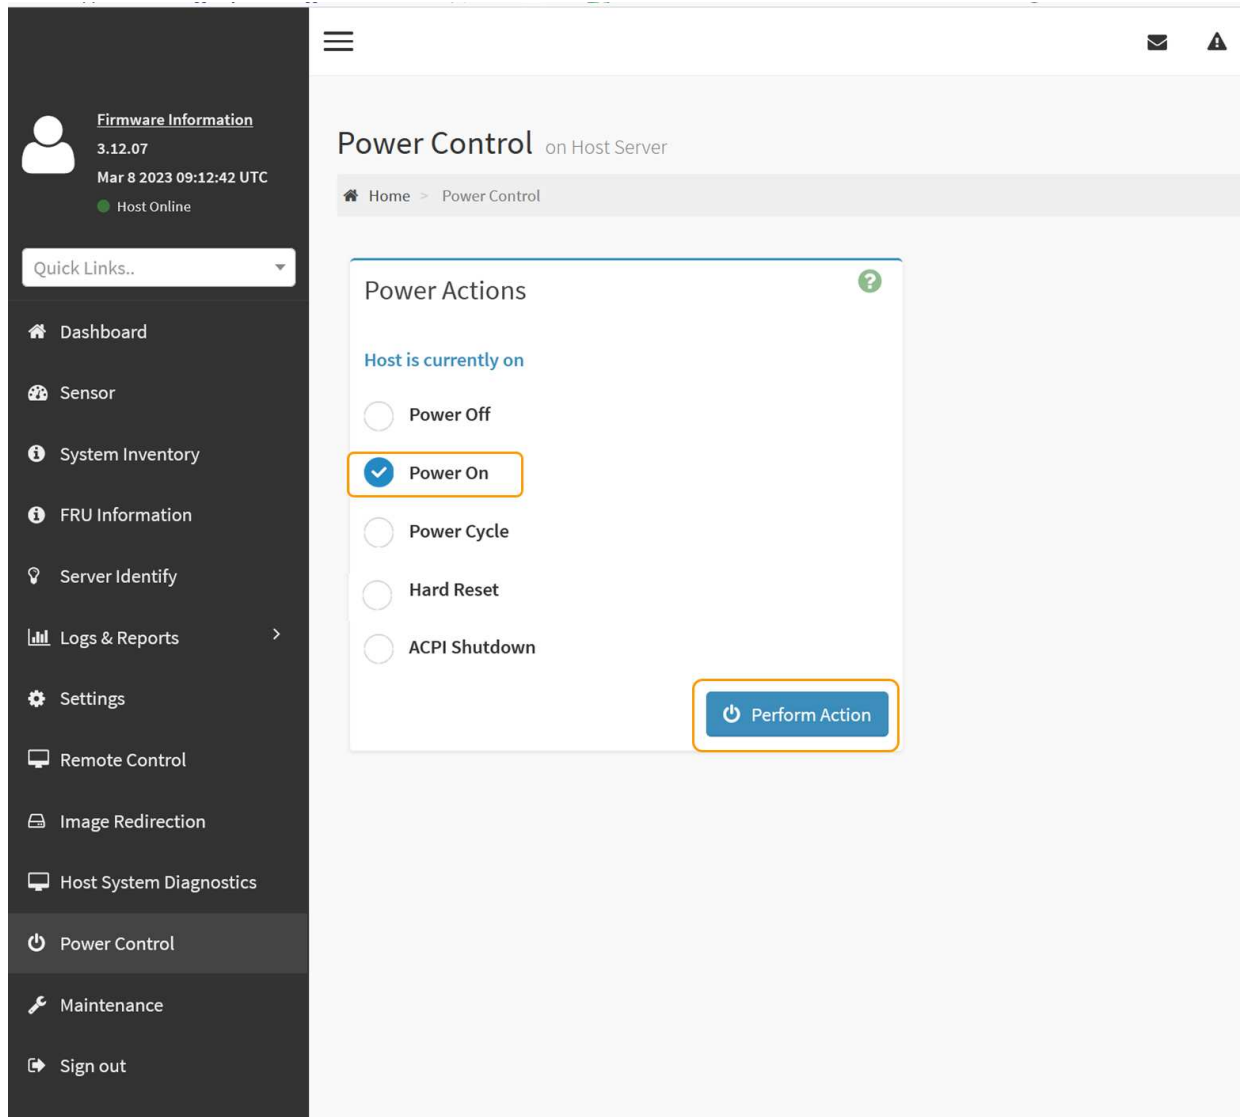 Firmware Information
3.12.07
Mar 8 2023 09:12:42 UTC
Host Online
Quick Links..
Dashboard
Sensor
System Inventory
FRU Information
Server Identify
Logs & Reports
Settings
Remote Control
Image Redirection
Host System Diagnostics
Power Control
Maintenance
Sign out
Power Control on Host Server
Home > Power Control
Power Actions
Host is currently on
Power Off
Power On
Power Cycle
Hard Reset
ACPI Shutdown
Perform Action